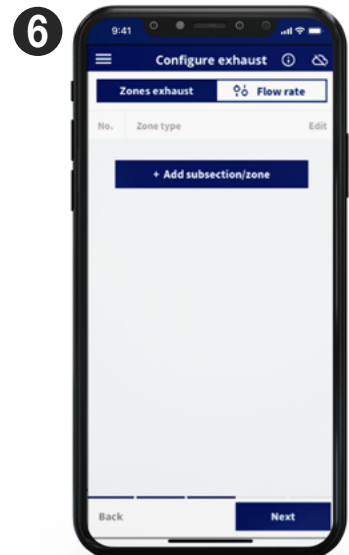 6
9:41
Configure exhaust
Zones exhaust Flow rate
No. Zone type Edit
+ Add subsection/zone
Back Next